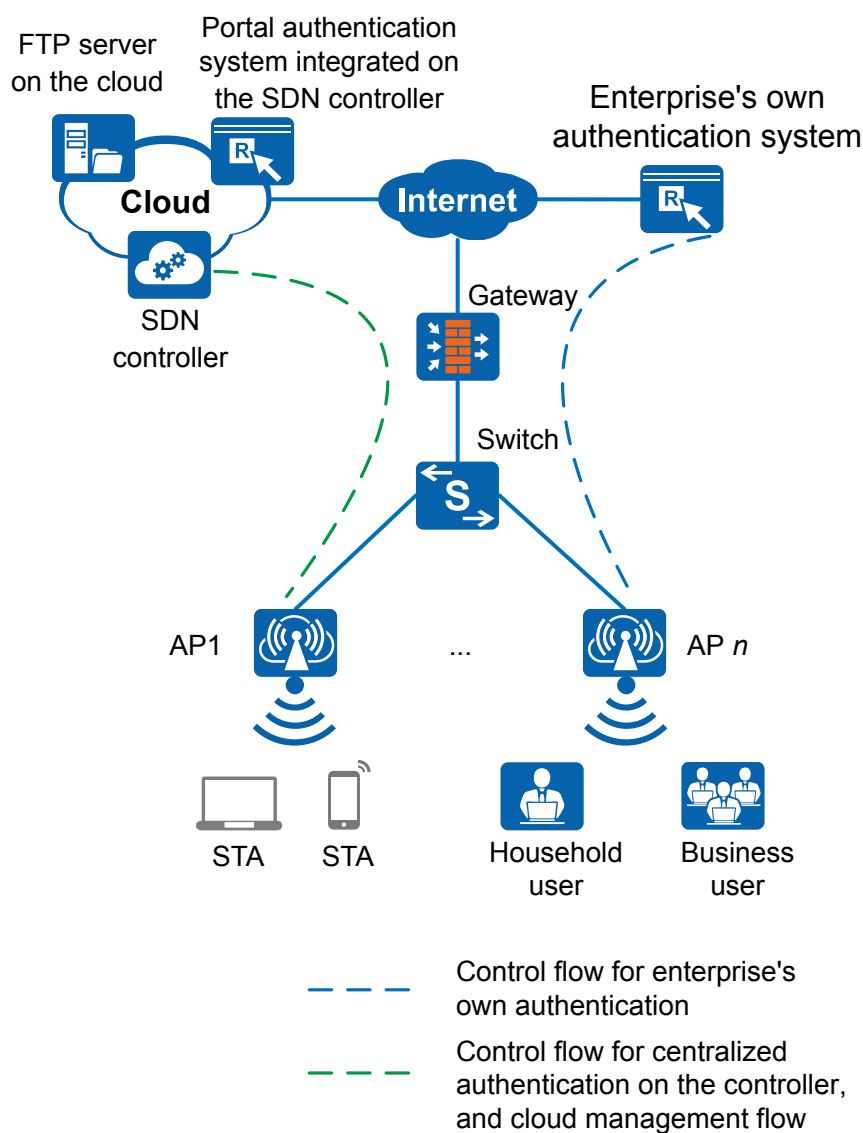 FTP server
on the cloud
Portal authentication
system integrated on
the SDN controller
Enterprise's own
authentication system
R
R
Cloud
Internet
SDN
controller
Gateway
Switch
S
AP1
...
AP n
STA
STA
Household
user
Business
user
Control flow for enterprise's
own authentication
Control flow for centralized
authentication on the controller,
and cloud management flow